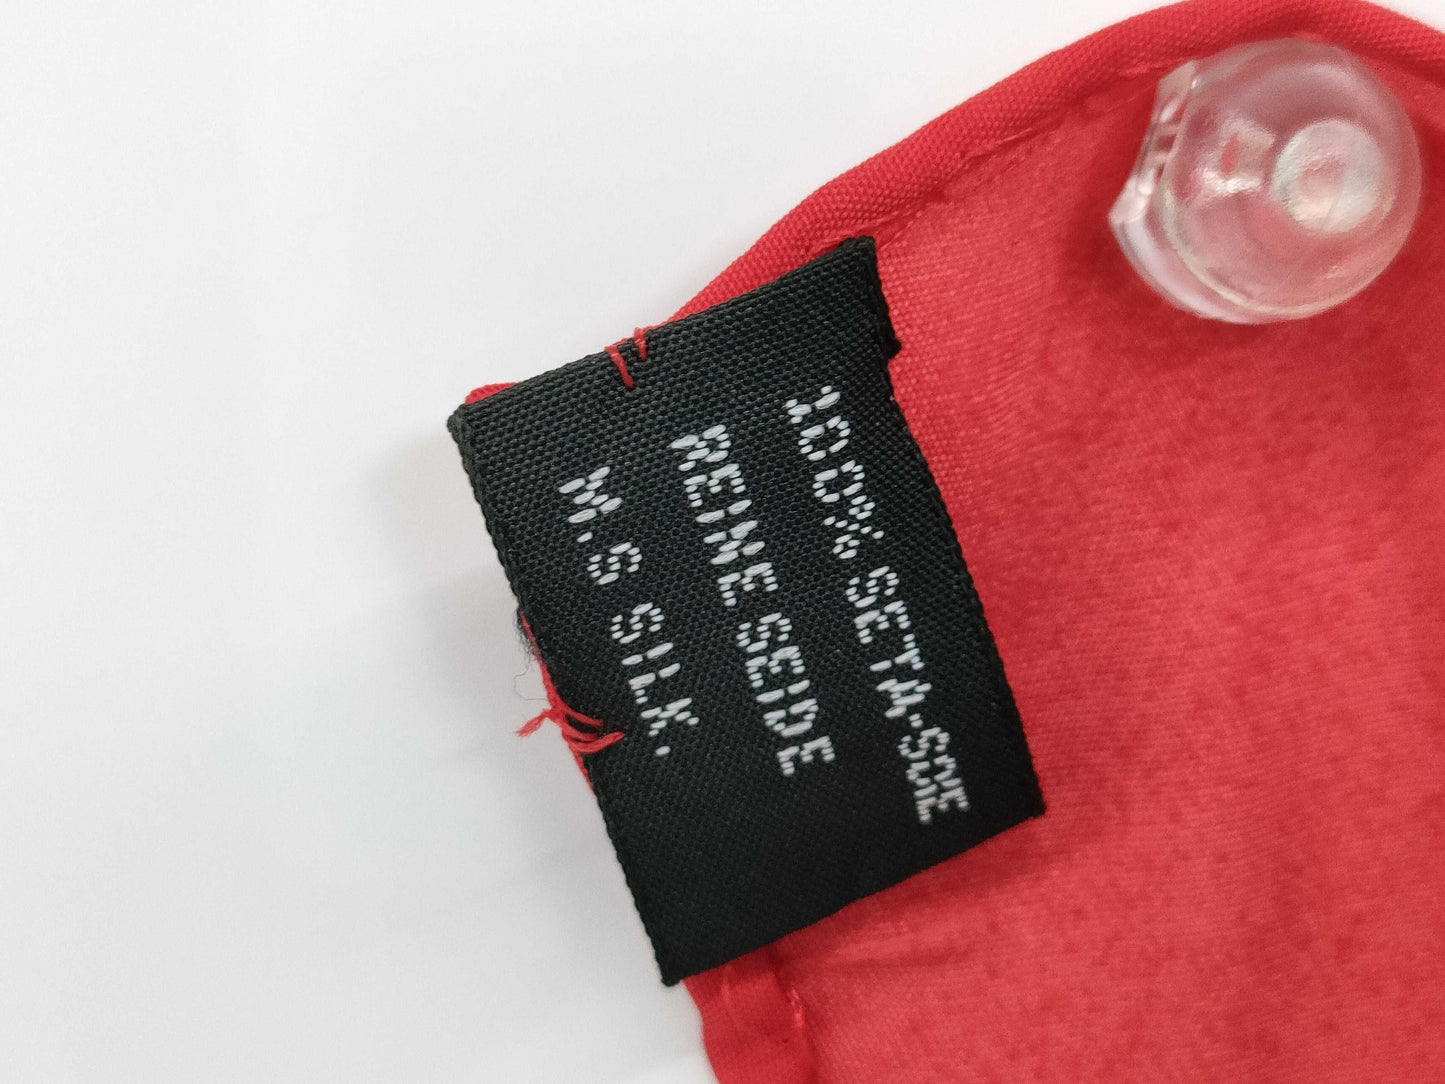 100% SETA-SOIE
REINE SEIDE
M.S SILK.